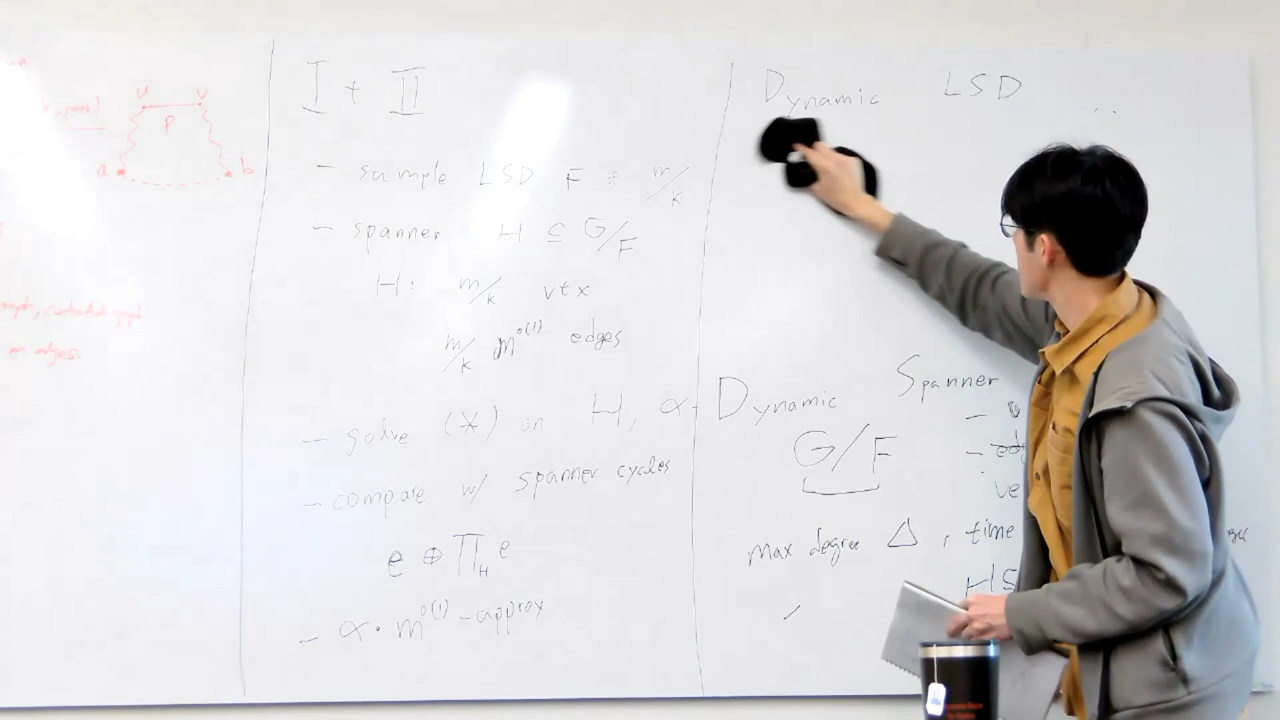 u v
P
a b
m edges.
I + II
- sample LSD F of m/k
- spanner H ⊆ G/F
H: m/k vtx
m/k m^o(1) edges
- solve (*) on H, α-
- compare w/ spanner cycles
e ⊕ Π_H e
- α · m^o(1) - approx
Dynamic LSD
Dynamic Spanner
G/F
max degree Δ, time